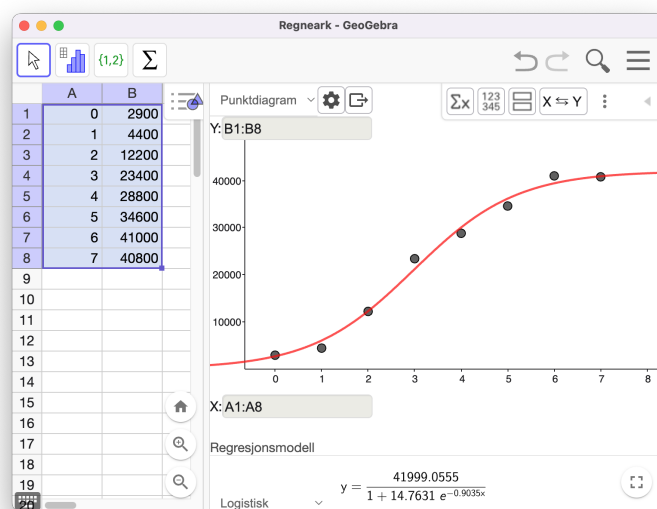 Regneark - GeoGebra
{1,2} Σ
A B
Punktdiagram
Σx 123 345 X ⇆ Y
Y: B1:B8
1 0 2900
2 1 4400
3 2 12200
4 3 23400
5 4 28800
6 5 34600
7 6 41000
8 7 40800
9
10
11
12
13
14
15
16
17
18
19
20
40000
30000
20000
10000
0 1 2 3 4 5 6 7 8
X: A1:A8
Regresjonsmodell
Logistisk
y = 41999.0555 / 1 + 14.7631 e^-0.9035x